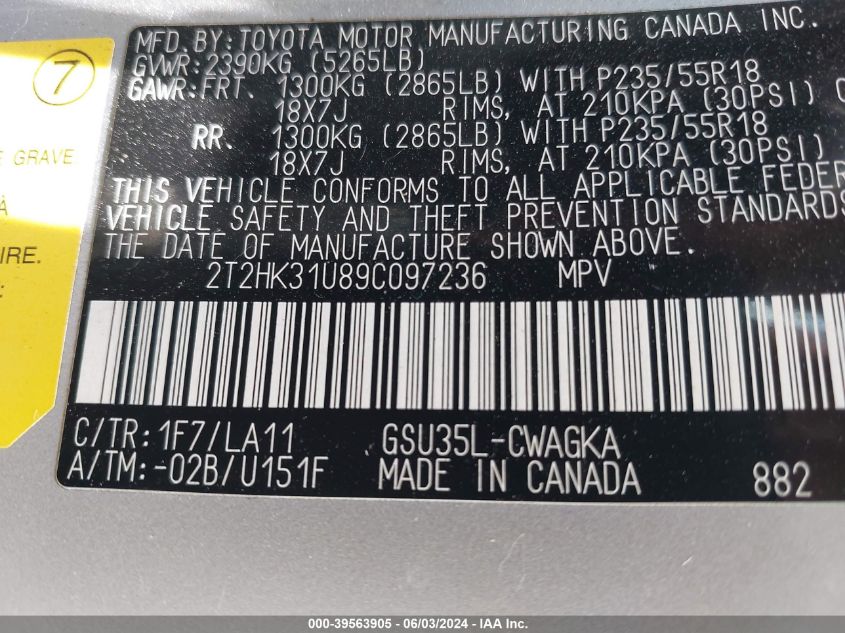 MFD. BY: TOYOTA MOTOR MANUFACTURING CANADA INC.
GVWR: 2390KG (5265LB)
GAWR: FRT. 1300KG (2865LB) WITH P235/55R18
18X7J RIMS, AT 210KPA (30PSI) C
RR. 1300KG (2865LB) WITH P235/55R18
18X7J RIMS, AT 210KPA (30PSI)
THIS VEHICLE CONFORMS TO ALL APPLICABLE FEDER
VEHICLE SAFETY AND THEFT PREVENTION STANDARDS
THE DATE OF MANUFACTURE SHOWN ABOVE.
2T2HK31U89C097236 MPV
C/TR: 1F7/LA11 GSU35L-CWAGKA
A/TM: -02B/U151F MADE IN CANADA 882
7
E GRAVE
À
IRE.
:
000-39563905 - 06/03/2024 - IAA Inc.